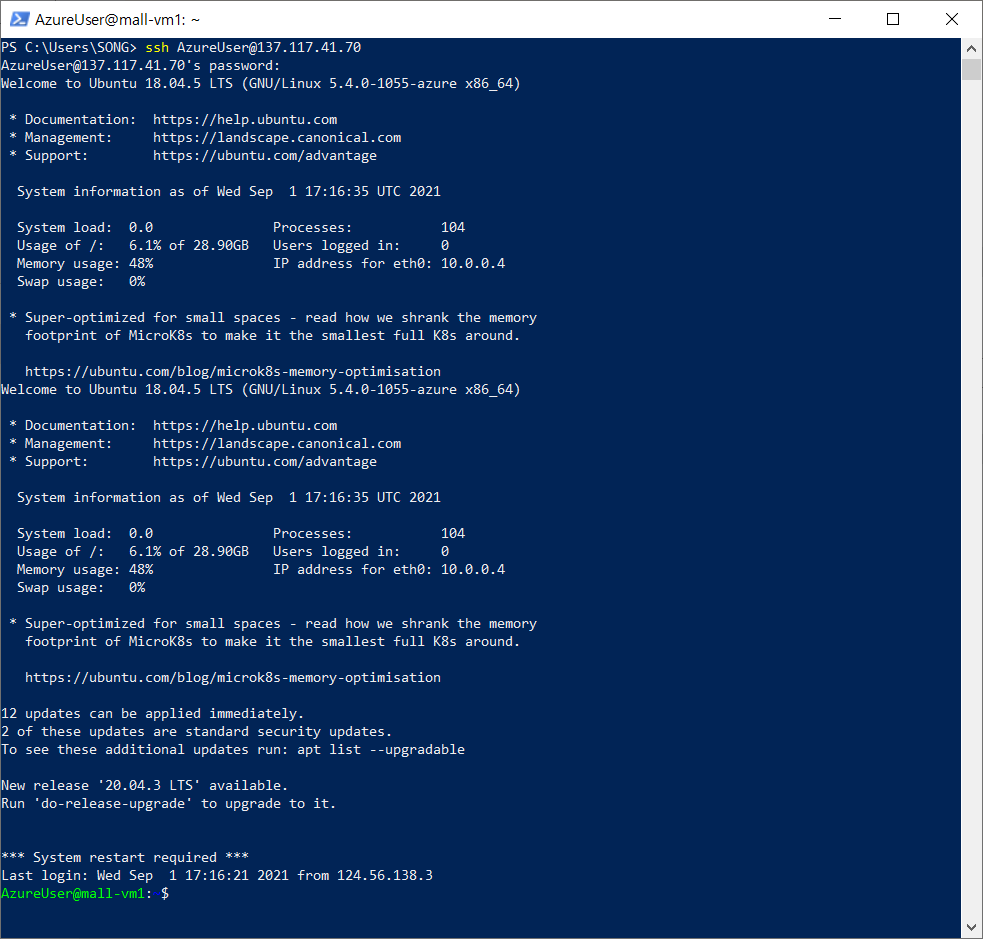 AzureUser@mall-vm1: ~
PS C:\Users\SONG> ssh AzureUser@137.117.41.70
AzureUser@137.117.41.70's password:
Welcome to Ubuntu 18.04.5 LTS (GNU/Linux 5.4.0-1055-azure x86_64)

 * Documentation:  https://help.ubuntu.com
 * Management:     https://landscape.canonical.com
 * Support:        https://ubuntu.com/advantage

  System information as of Wed Sep  1 17:16:35 UTC 2021

  System load:  0.0               Processes:           104
  Usage of /:   6.1% of 28.90GB   Users logged in:     0
  Memory usage: 48%               IP address for eth0: 10.0.0.4
  Swap usage:   0%

 * Super-optimized for small spaces - read how we shrank the memory
   footprint of MicroK8s to make it the smallest full K8s around.

   https://ubuntu.com/blog/microk8s-memory-optimisation
Welcome to Ubuntu 18.04.5 LTS (GNU/Linux 5.4.0-1055-azure x86_64)

 * Documentation:  https://help.ubuntu.com
 * Management:     https://landscape.canonical.com
 * Support:        https://ubuntu.com/advantage

  System information as of Wed Sep  1 17:16:35 UTC 2021

  System load:  0.0               Processes:           104
  Usage of /:   6.1% of 28.90GB   Users logged in:     0
  Memory usage: 48%               IP address for eth0: 10.0.0.4
  Swap usage:   0%

 * Super-optimized for small spaces - read how we shrank the memory
   footprint of MicroK8s to make it the smallest full K8s around.

   https://ubuntu.com/blog/microk8s-memory-optimisation

12 updates can be applied immediately.
2 of these updates are standard security updates.
To see these additional updates run: apt list --upgradable

New release '20.04.3 LTS' available.
Run 'do-release-upgrade' to upgrade to it.


*** System restart required ***
Last login: Wed Sep  1 17:16:21 2021 from 124.56.138.3
AzureUser@mall-vm1: $